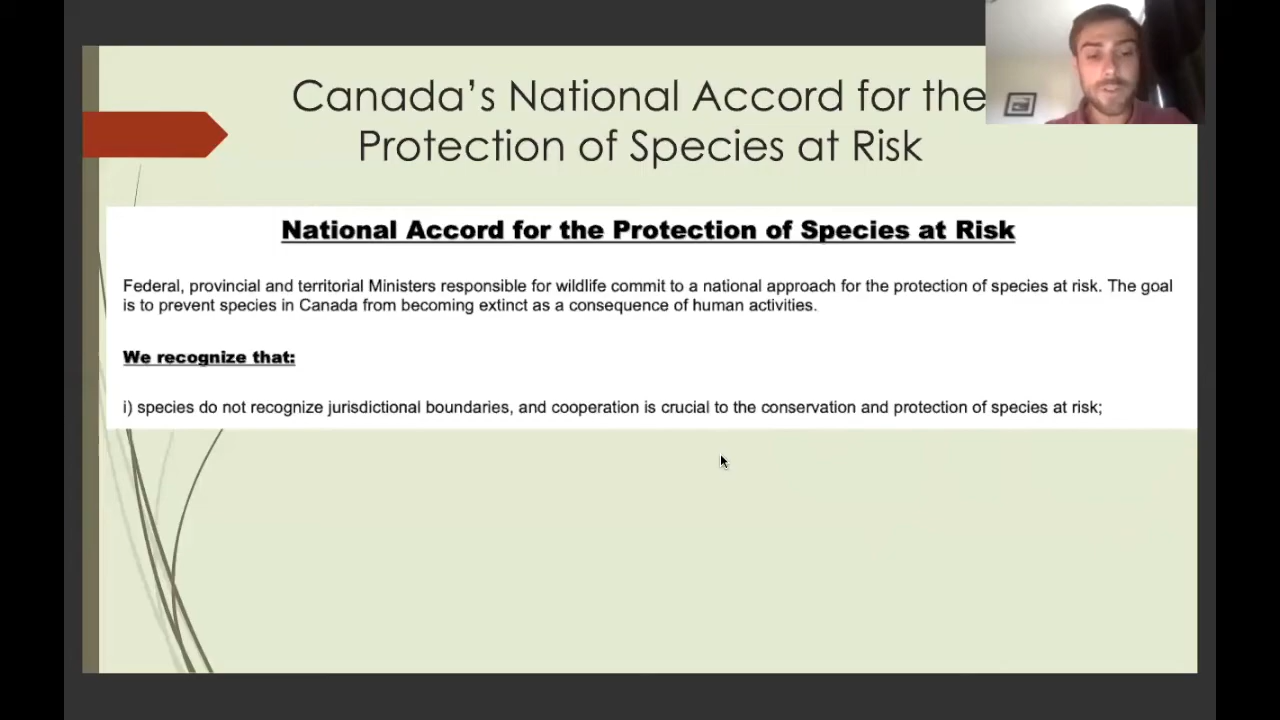 Canada’s National Accord for the
Protection of Species at Risk
National Accord for the Protection of Species at Risk
Federal, provincial and territorial Ministers responsible for wildlife commit to a national approach for the protection of species at risk. The goal
is to prevent species in Canada from becoming extinct as a consequence of human activities.
We recognize that:
i) species do not recognize jurisdictional boundaries, and cooperation is crucial to the conservation and protection of species at risk;